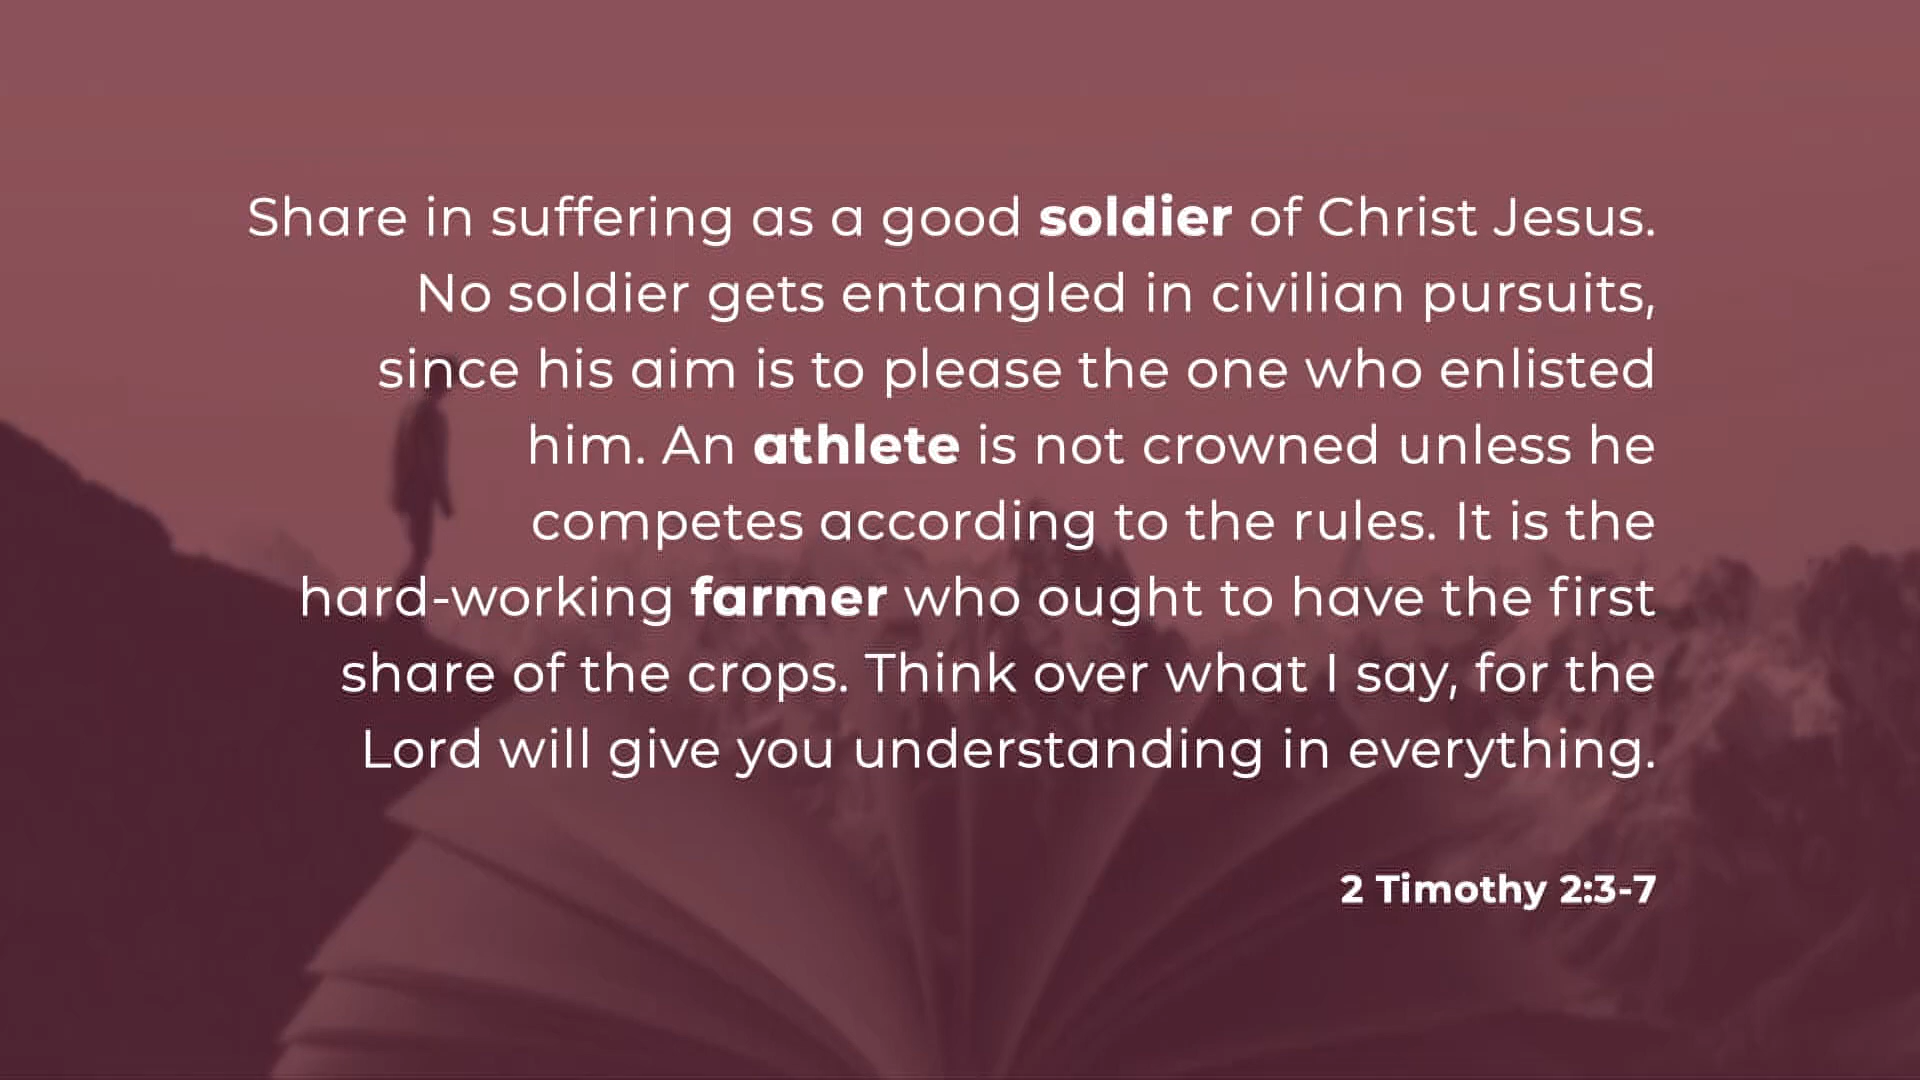 Share in suffering as a good soldier of Christ Jesus.
No soldier gets entangled in civilian pursuits,
since his aim is to please the one who enlisted
him. An athlete is not crowned unless he
competes according to the rules. It is the
hard-working farmer who ought to have the first
share of the crops. Think over what I say, for the
Lord will give you understanding in everything.
2 Timothy 2:3-7